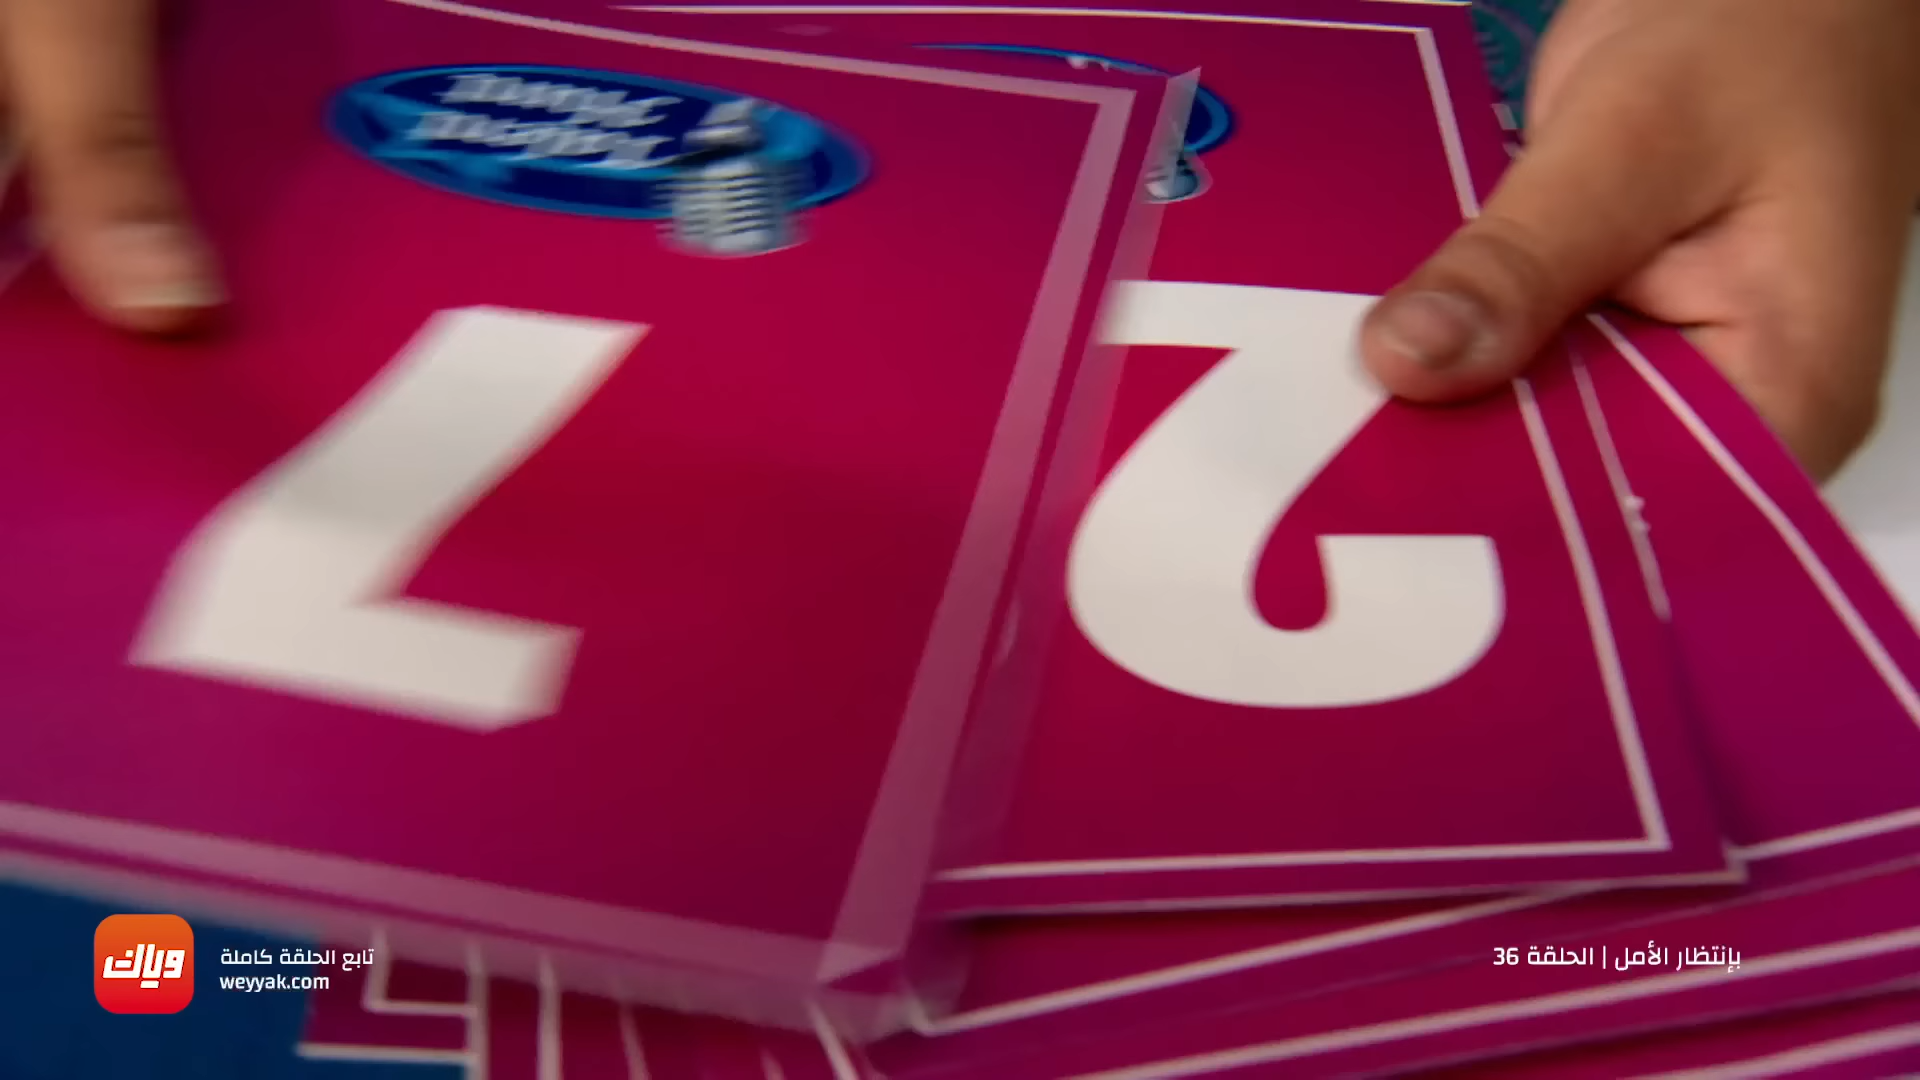 7
2
وياك
تابع الحلقة كاملة
weyyak.com
بإنتظار الأمل | الحلقة 36